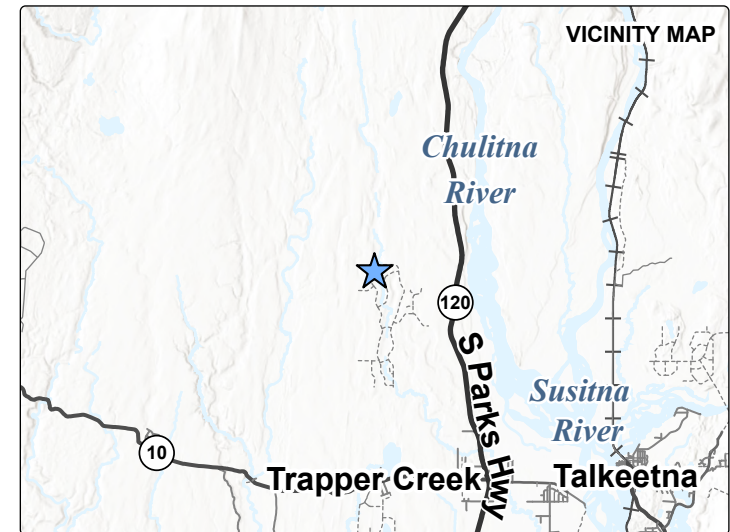 VICINITY MAP
Chulitna
River
120
S Parks Hwy
Susitna
River
10
Trapper Creek
Talkeetna